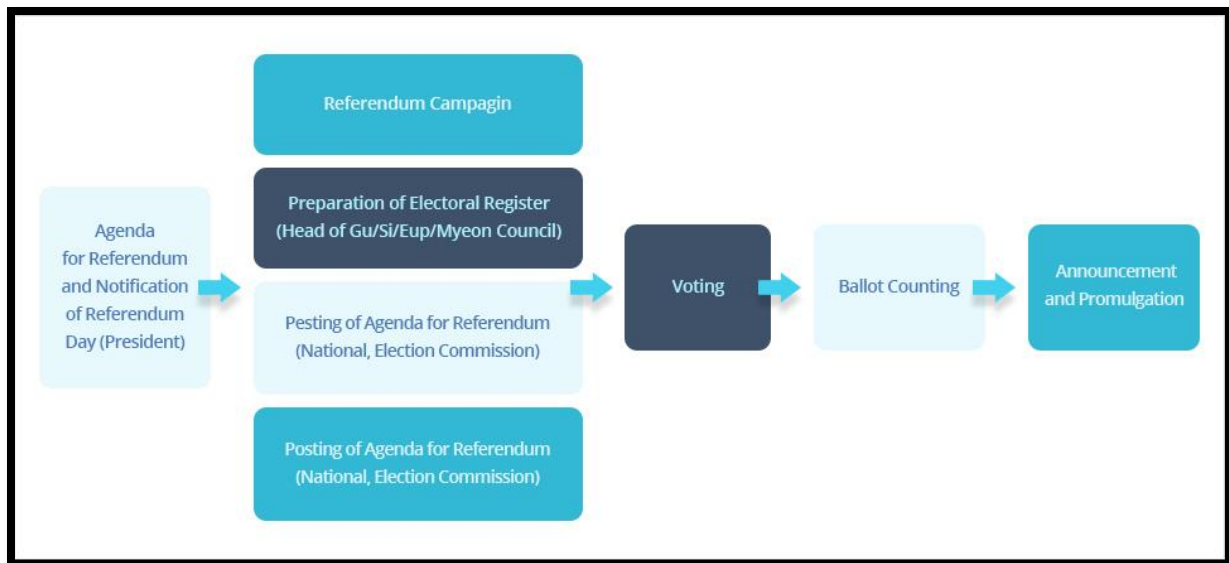 Agenda
for Referendum
and Notification
of Referendum
Day (President)
Referendum Campagin
Preparation of Electoral Register
(Head of Gu/Si/Eup/Myeon Council)
Pesting of Agenda for Referendum
(National, Election Commission)
Posting of Agenda for Referendum
(National, Election Commission)
Voting
Ballot Counting
Announcement
and Promulgation